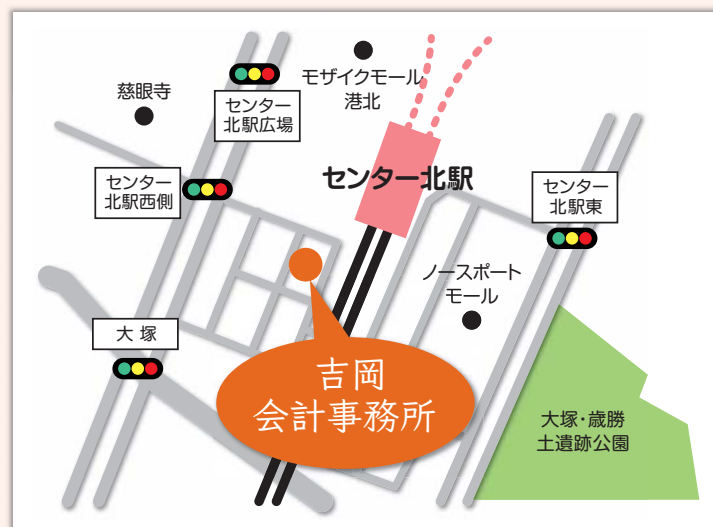 モザイクモール
港北
慈眼寺
センター
北駅広場
センター北駅
センター
北駅西側
センター
北駅東
ノースポート
モール
大塚
吉岡
会計事務所
大塚・歳勝
土遺跡公園